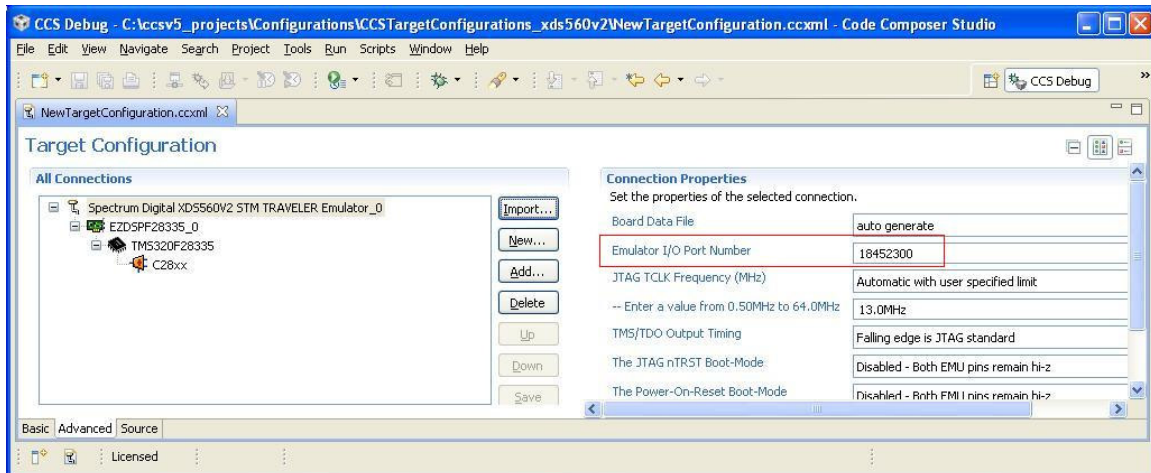 CCS Debug - C:\ccsv5_projects\Configurations\CCSTargetConfigurations_xds560v2\NewTargetConfiguration.ccxml - Code Composer Studio
File Edit View Navigate Search Project Tools Run Scripts Window Help
CCS Debug
NewTargetConfiguration.ccxml
Target Configuration
All Connections
Spectrum Digital XDS560V2 STM TRAVELER Emulator_0
EZDSPF28335_0
TMS320F28335
C28xx
Import...
New...
Add...
Delete
Up
Down
Save
Connection Properties
Set the properties of the selected connection.
Board Data File auto generate
Emulator I/O Port Number 18452300
JTAG TCLK Frequency (MHz) Automatic with user specified limit
-- Enter a value from 0.50MHz to 64.0MHz 13.0MHz
TMS/TDO Output Timing Falling edge is JTAG standard
The JTAG nTRST Boot-Mode Disabled - Both EMU pins remain hi-z
The Power-On-Reset Boot-Mode Disabled - Both EMU pins remain hi-z
Basic Advanced Source
Licensed